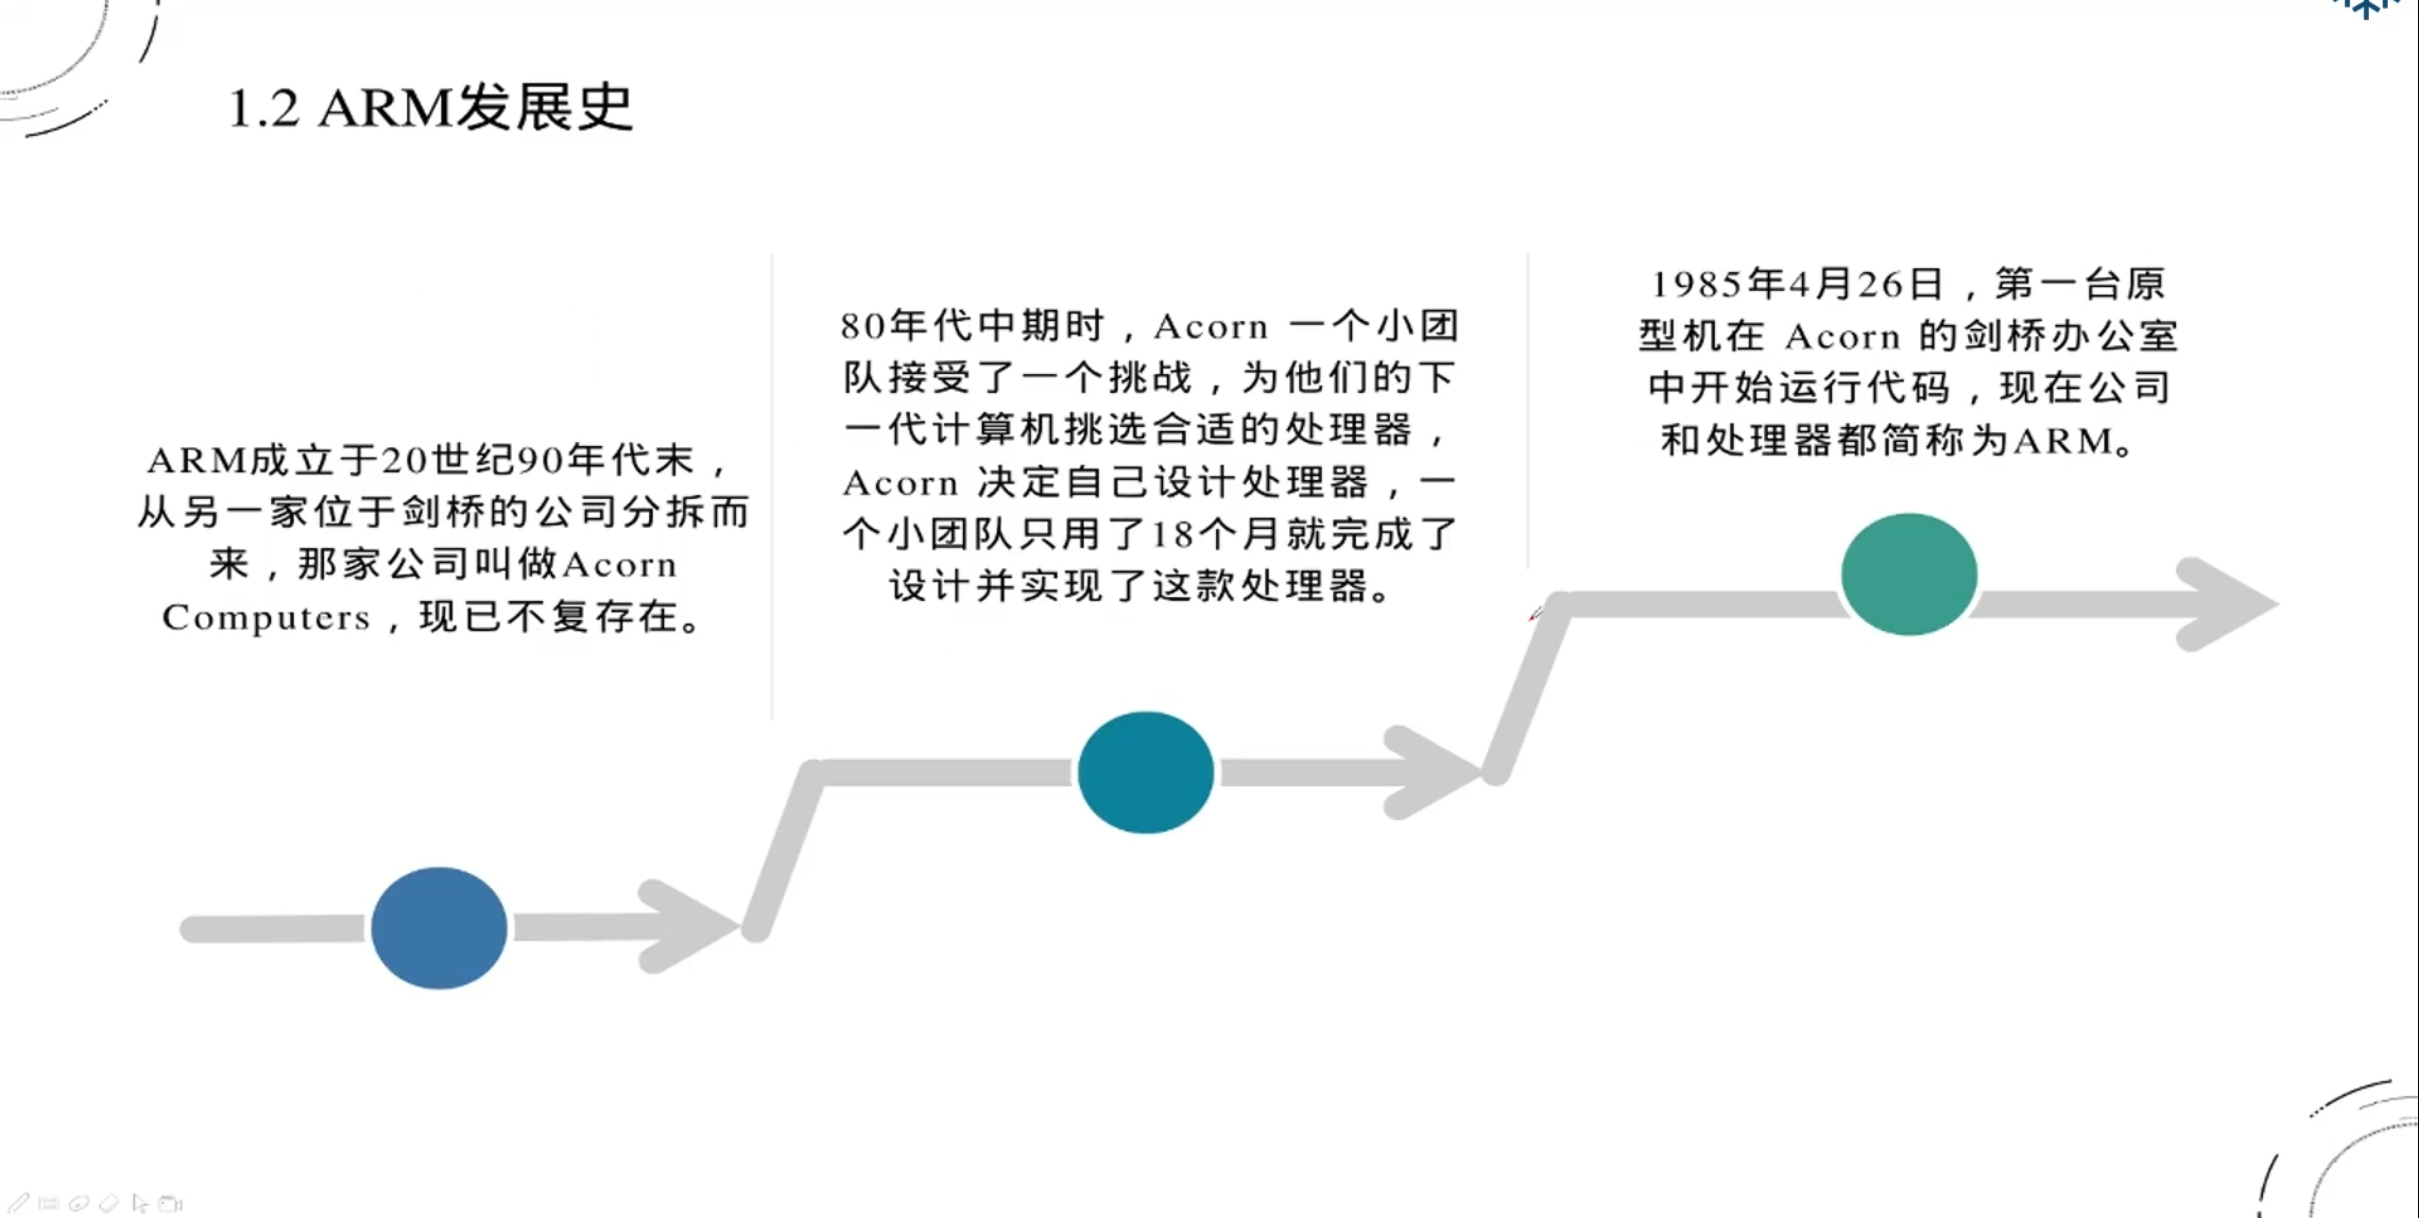 1.2 ARM发展史
ARM成立于20世纪90年代末，
从另一家位于剑桥的公司分拆而
来，那家公司叫做Acorn
Computers，现已不复存在。
80年代中期时，Acorn 一个小团
队接受了一个挑战，为他们的下
一代计算机挑选合适的处理器，
Acorn 决定自己设计处理器，一
个小团队只用了18个月就完成了
设计并实现了这款处理器。
1985年4月26日，第一台原
型机在 Acorn 的剑桥办公室
中开始运行代码，现在公司
和处理器都简称为ARM。